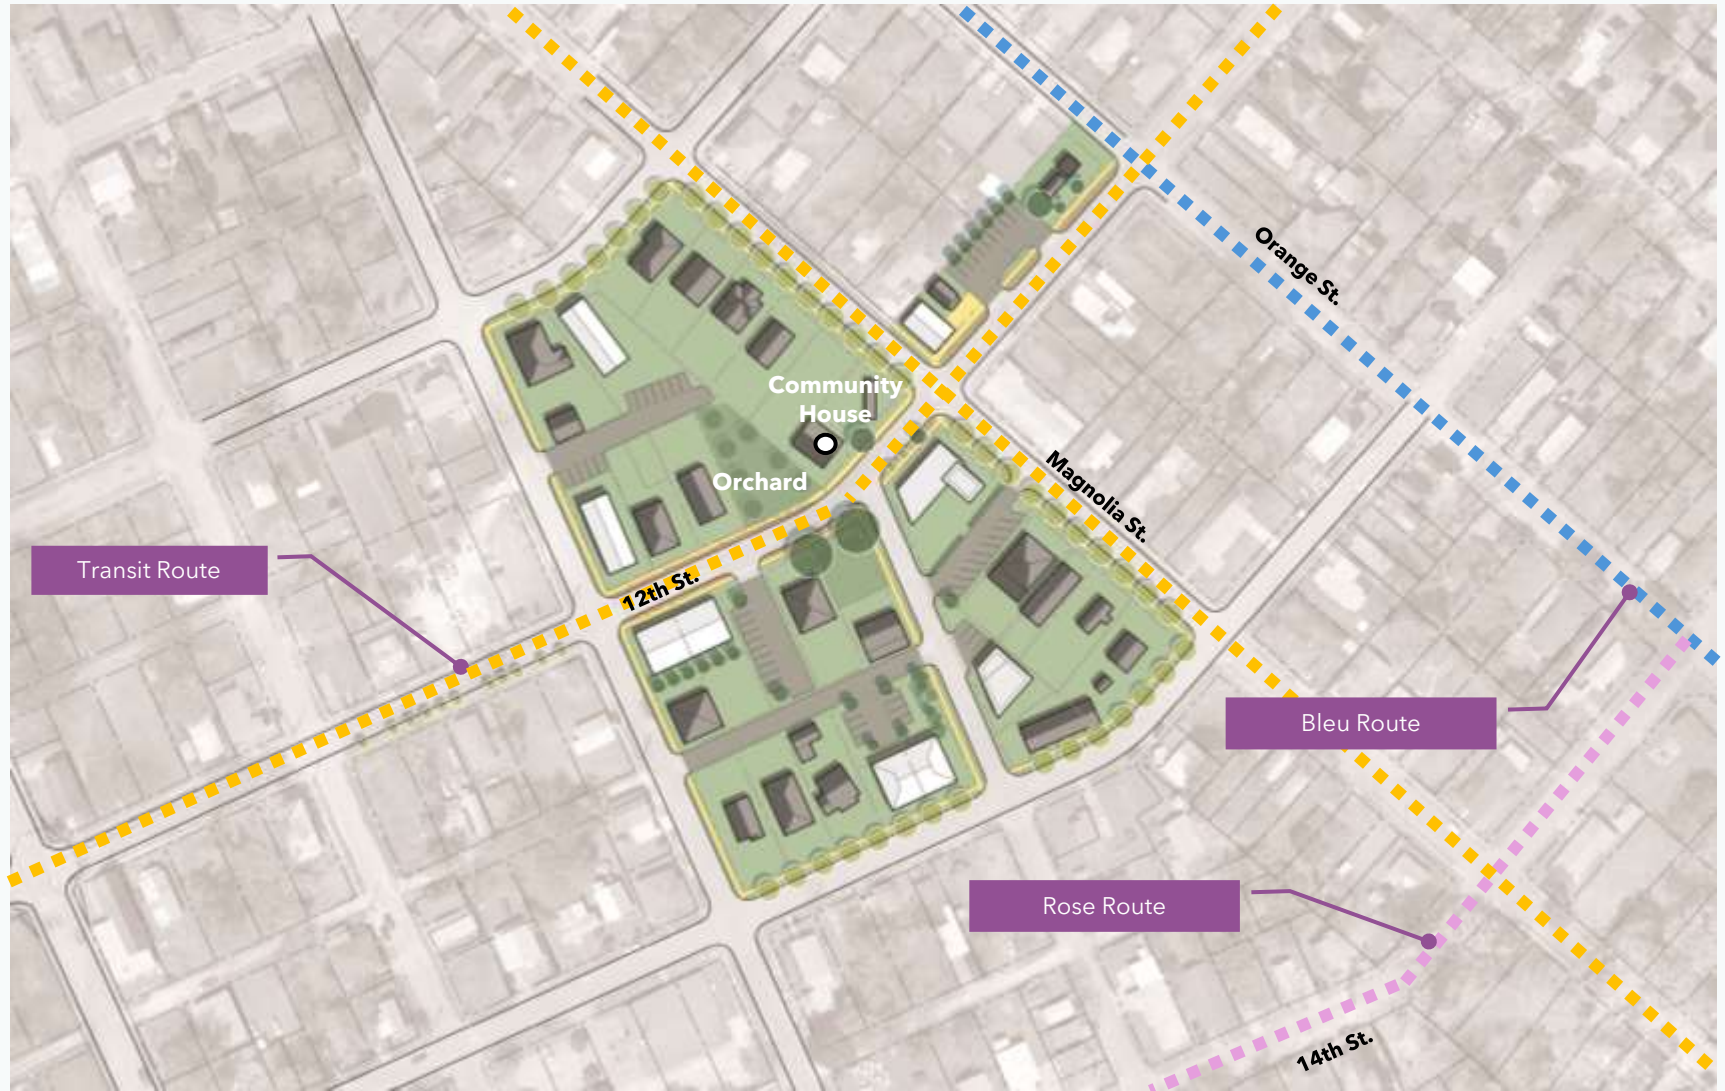 Orange St.
Community
House
Magnolia St.
Orchard
Transit Route
12th St.
Bleu Route
Rose Route
14th St.